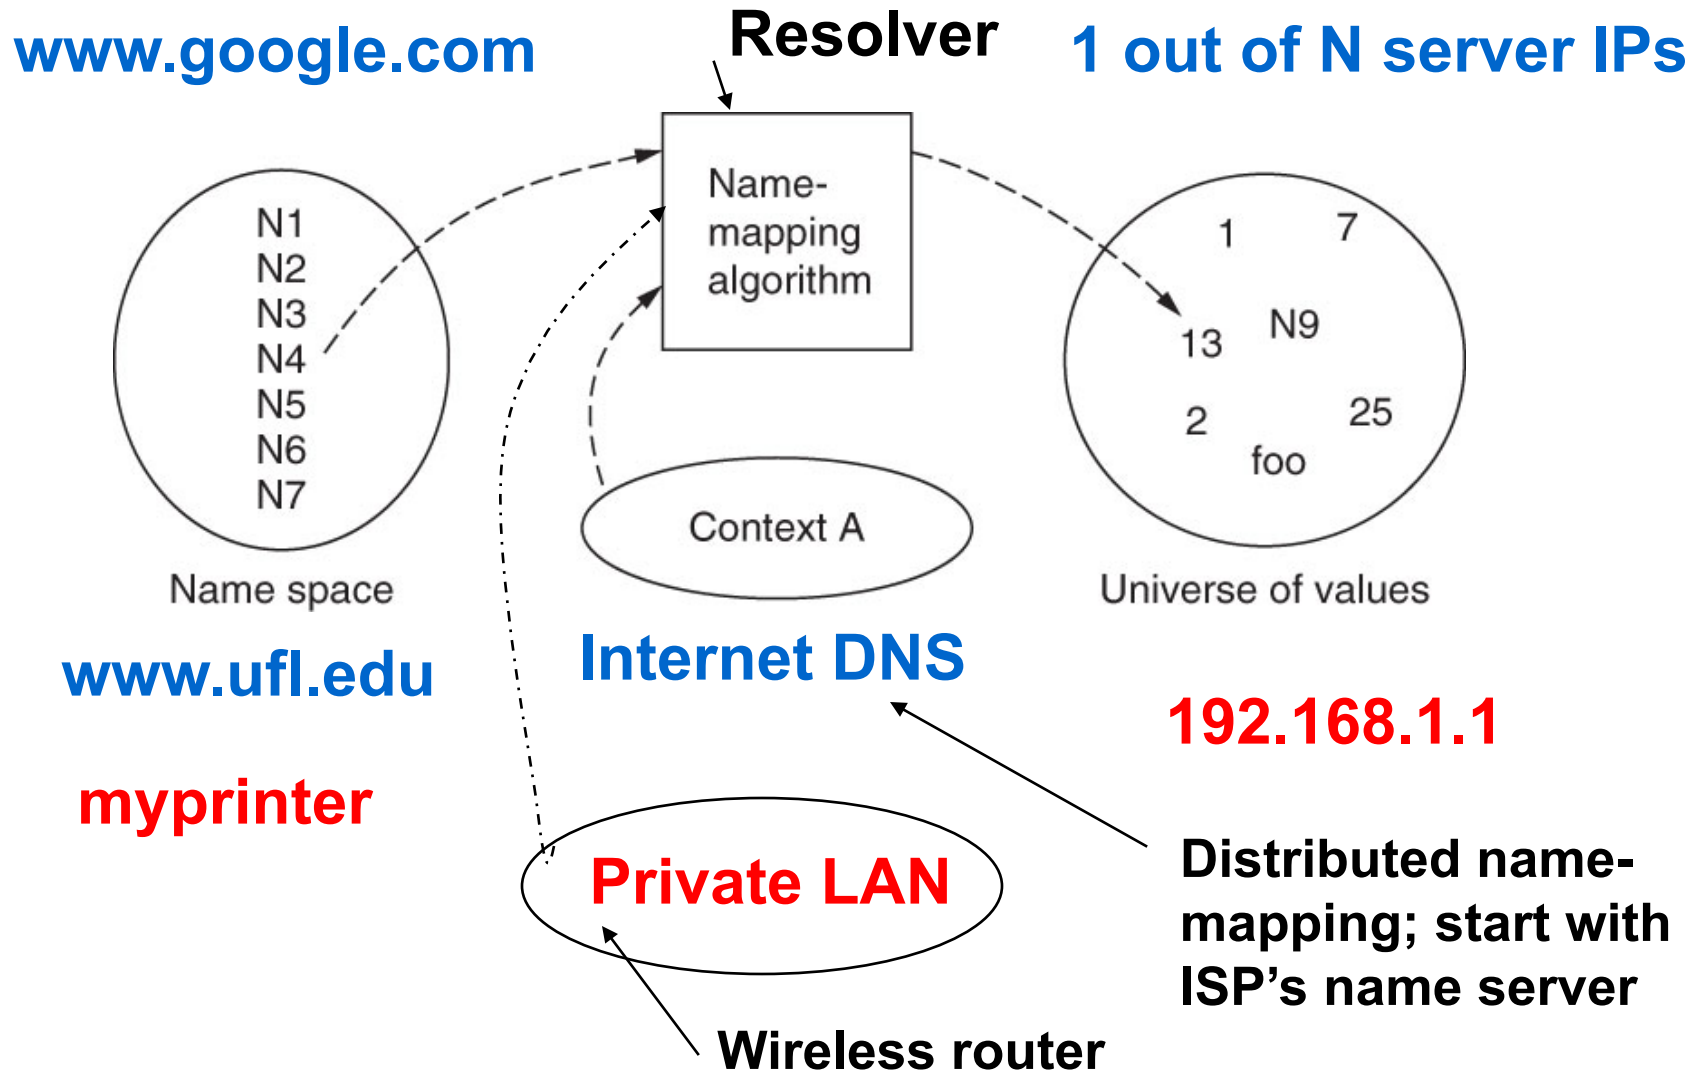 www.google.com
Resolver
1 out of N server IPs
N1
N2
N3
N4
N5
N6
N7
Name space
Name-
mapping
algorithm
Context A
1
7
13
N9
2
25
foo
Universe of values
www.ufl.edu
Internet DNS
192.168.1.1
myprinter
Private LAN
Distributed name-
mapping; start with
ISP’s name server
Wireless router